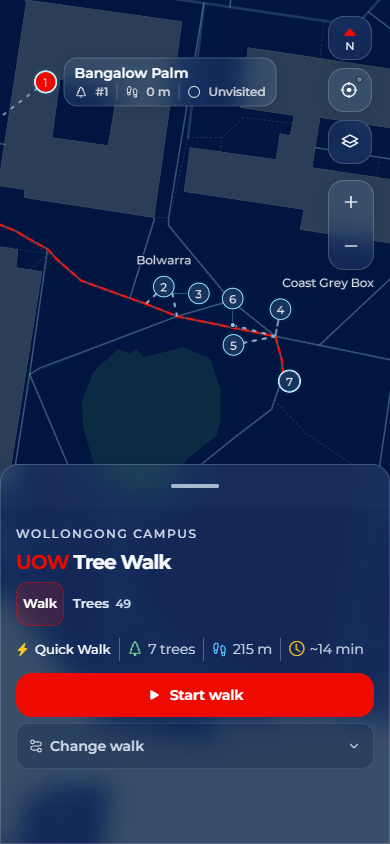 N
1
Bangalow Palm
#1
0 m
Unvisited
Bolwarra
Coast Grey Box
2
3
6
4
5
7
WOLLONGONG CAMPUS
UOW Tree Walk
Walk
Trees 49
Quick Walk
7 trees
215 m
~14 min
Start walk
Change walk